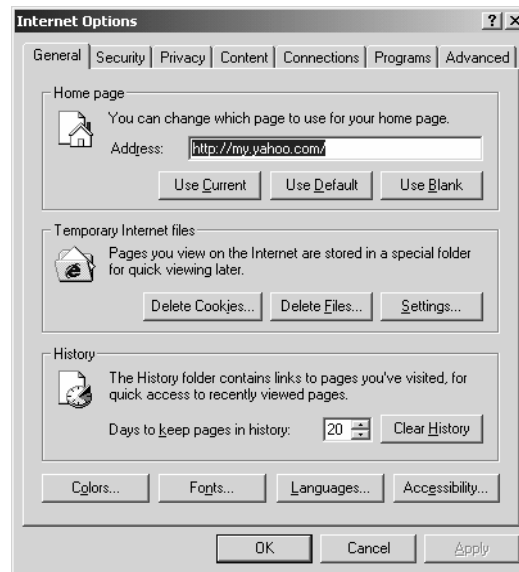 Internet Options
General Security Privacy Content Connections Programs Advanced
Home page
You can change which page to use for your home page.
Address: http://my.yahoo.com/
Use Current Use Default Use Blank
Temporary Internet files
Pages you view on the Internet are stored in a special folder
for quick viewing later.
Delete Cookies... Delete Files... Settings...
History
The History folder contains links to pages you've visited, for
quick access to recently viewed pages.
Days to keep pages in history: 20 Clear History
Colors... Fonts... Languages... Accessibility...
OK Cancel Apply